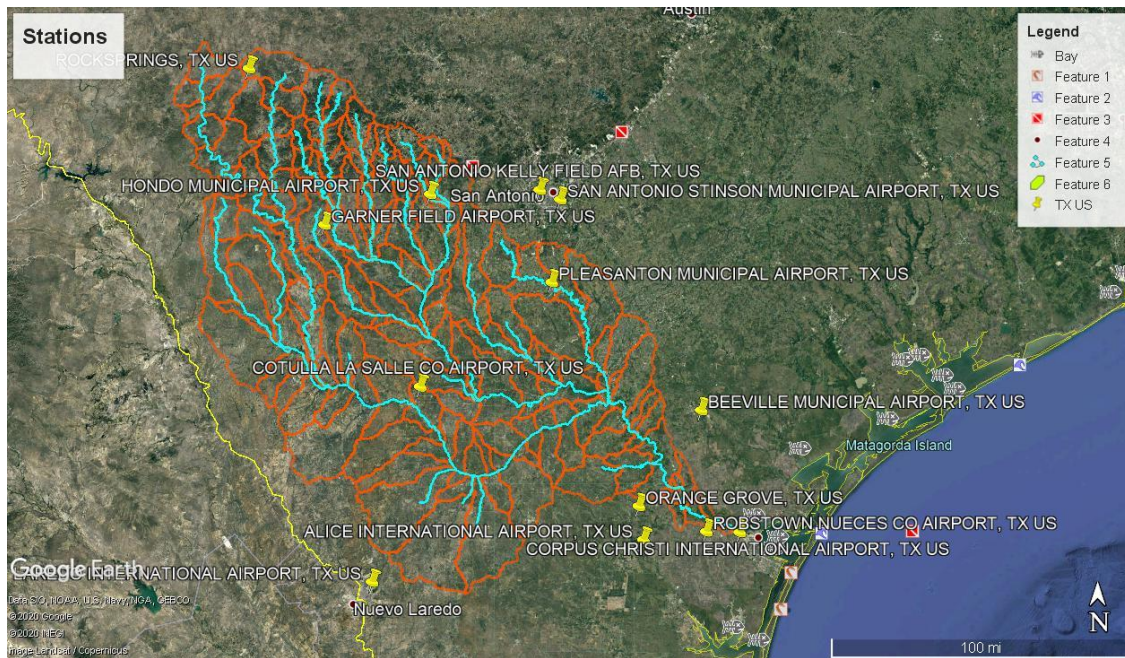 Austin
Stations
ROCKSPRINGS, TX US
Legend
Bay
Feature 1
Feature 2
Feature 3
Feature 4
Feature 5
Feature 6
TX US
SAN ANTONIO KELLY FIELD AFB, TX US
HONDO MUNICIPAL AIRPORT, TX US
San Antonio
SAN ANTONIO STINSON MUNICIPAL AIRPORT, TX US
GARNER FIELD AIRPORT, TX US
PLEASANTON MUNICIPAL AIRPORT, TX US
COTULLA LA SALLE CO AIRPORT, TX US
BEEVILLE MUNICIPAL AIRPORT, TX US
Matagorda Island
ORANGE GROVE, TX US
ROBSTOWN NUECES CO AIRPORT, TX US
ALICE INTERNATIONAL AIRPORT, TX US
CORPUS CHRISTI INTERNATIONAL AIRPORT, TX US
Google Earth
INTERNATIONAL AIRPORT, TX US
Data SIO, NOAA, U.S. Navy, NGA, GEBCO
©2020 Google
©2020 INEGI
Image Landsat / Copernicus
Nuevo Laredo
N
100 mi